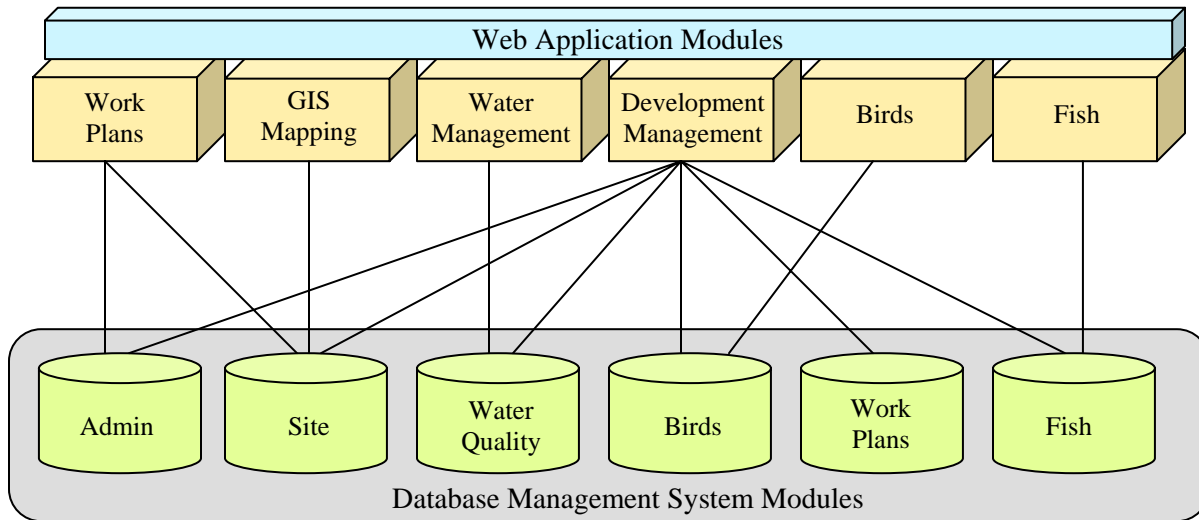 Web Application Modules
Work
Plans
GIS
Mapping
Water
Management
Development
Management
Birds
Fish
Admin
Site
Water
Quality
Birds
Work
Plans
Fish
Database Management System Modules